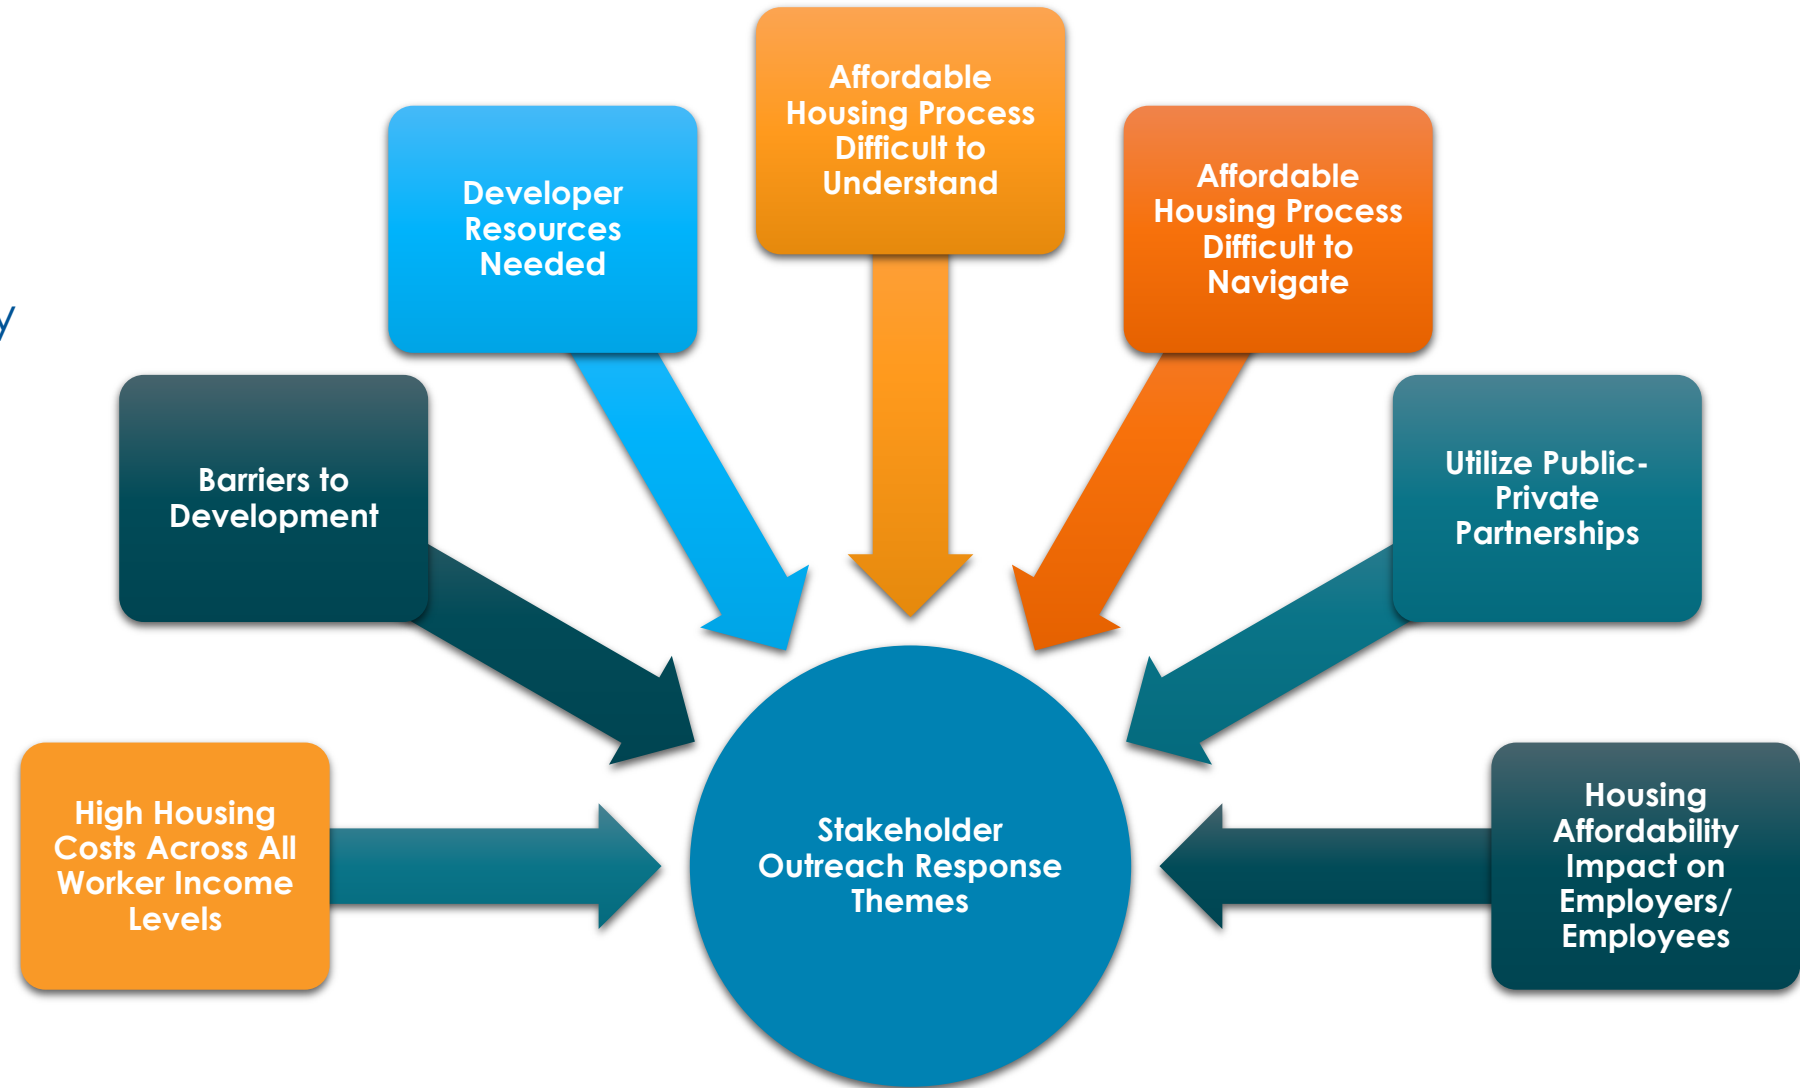 Affordable
Housing Process
Difficult to
Understand
Developer
Resources
Needed
Affordable
Housing Process
Difficult to
Navigate
Barriers to
Development
Utilize Public-
Private
Partnerships
High Housing
Costs Across All
Worker Income
Levels
Stakeholder
Outreach Response
Themes
Housing
Affordability
Impact on
Employers/
Employees